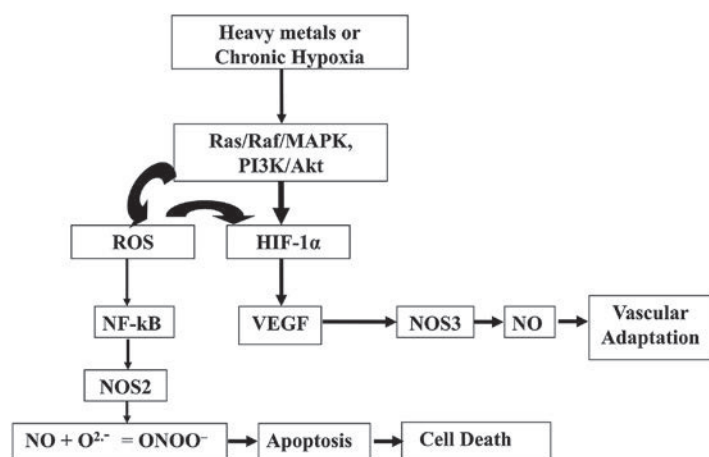 Heavy metals or
Chronic Hypoxia
Ras/Raf/MAPK,
PI3K/Akt
ROS
HIF-1α
NF-kB
VEGF
NOS3
NO
Vascular
Adaptation
NOS2
NO + O²·⁻ = ONOO⁻
Apoptosis
Cell Death